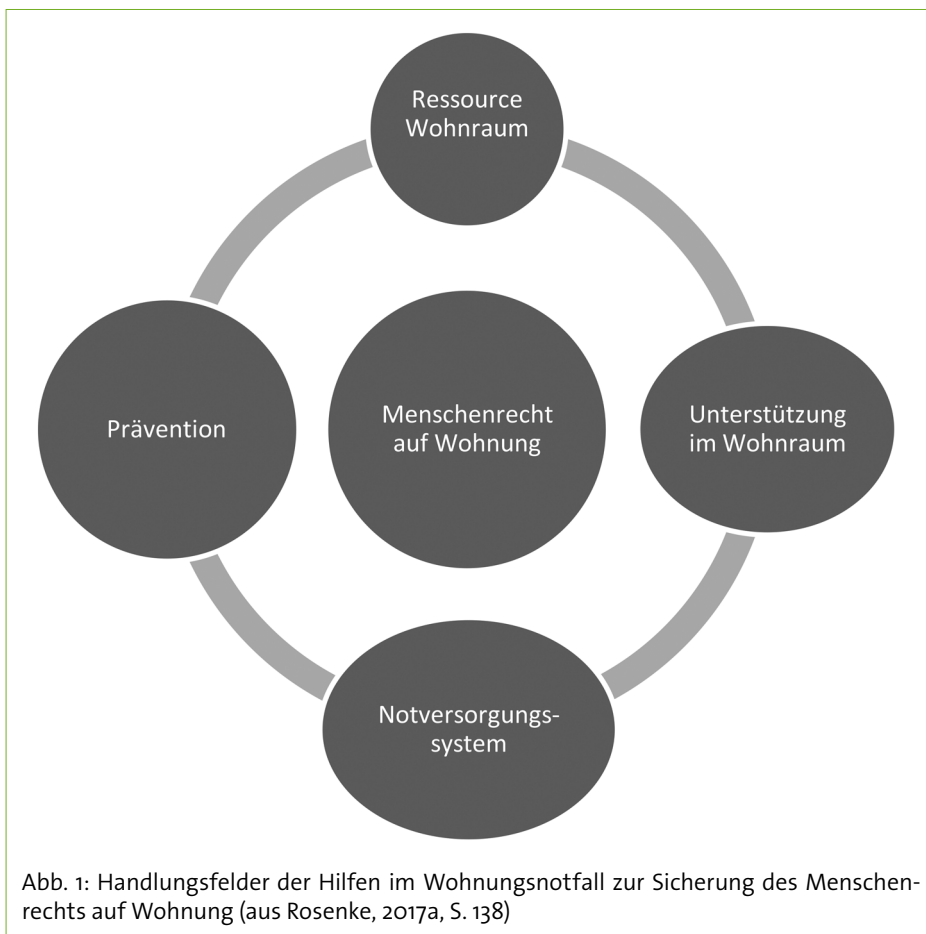 Ressource
Wohnraum
Prävention
Menschenrecht
auf Wohnung
Unterstützung
im Wohnraum
Notversorgungs-
system
Abb. 1: Handlungsfelder der Hilfen im Wohnungsnotfall zur Sicherung des Menschen-
rechts auf Wohnung (aus Rosenke, 2017a, S. 138)